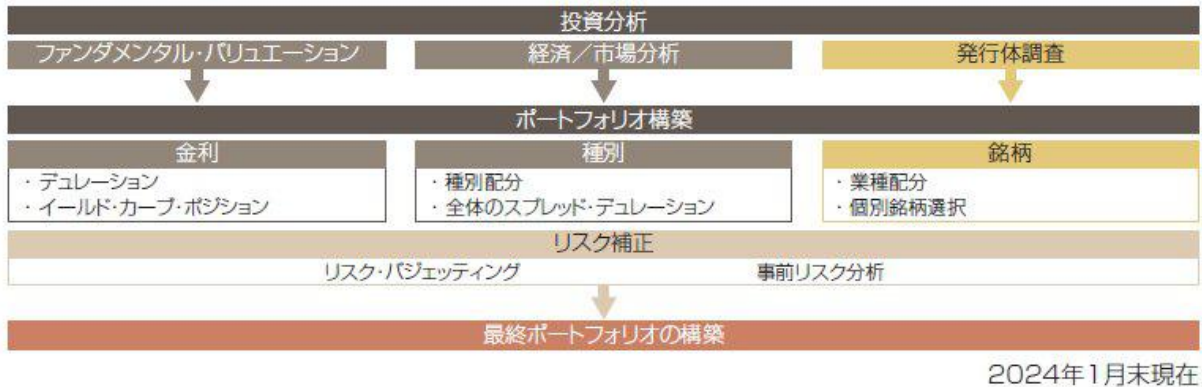 投資分析
ファンダメンタル・バリュエーション
経済／市場分析
発行体調査
ポートフォリオ構築
金利
種別
銘柄
・デュレーション
・イールド・カーブ・ポジション
・種別配分
・全体のスプレッド・デュレーション
・業種配分
・個別銘柄選択
リスク補正
リスク・バジェッティング
事前リスク分析
最終ポートフォリオの構築
2024年1月末現在